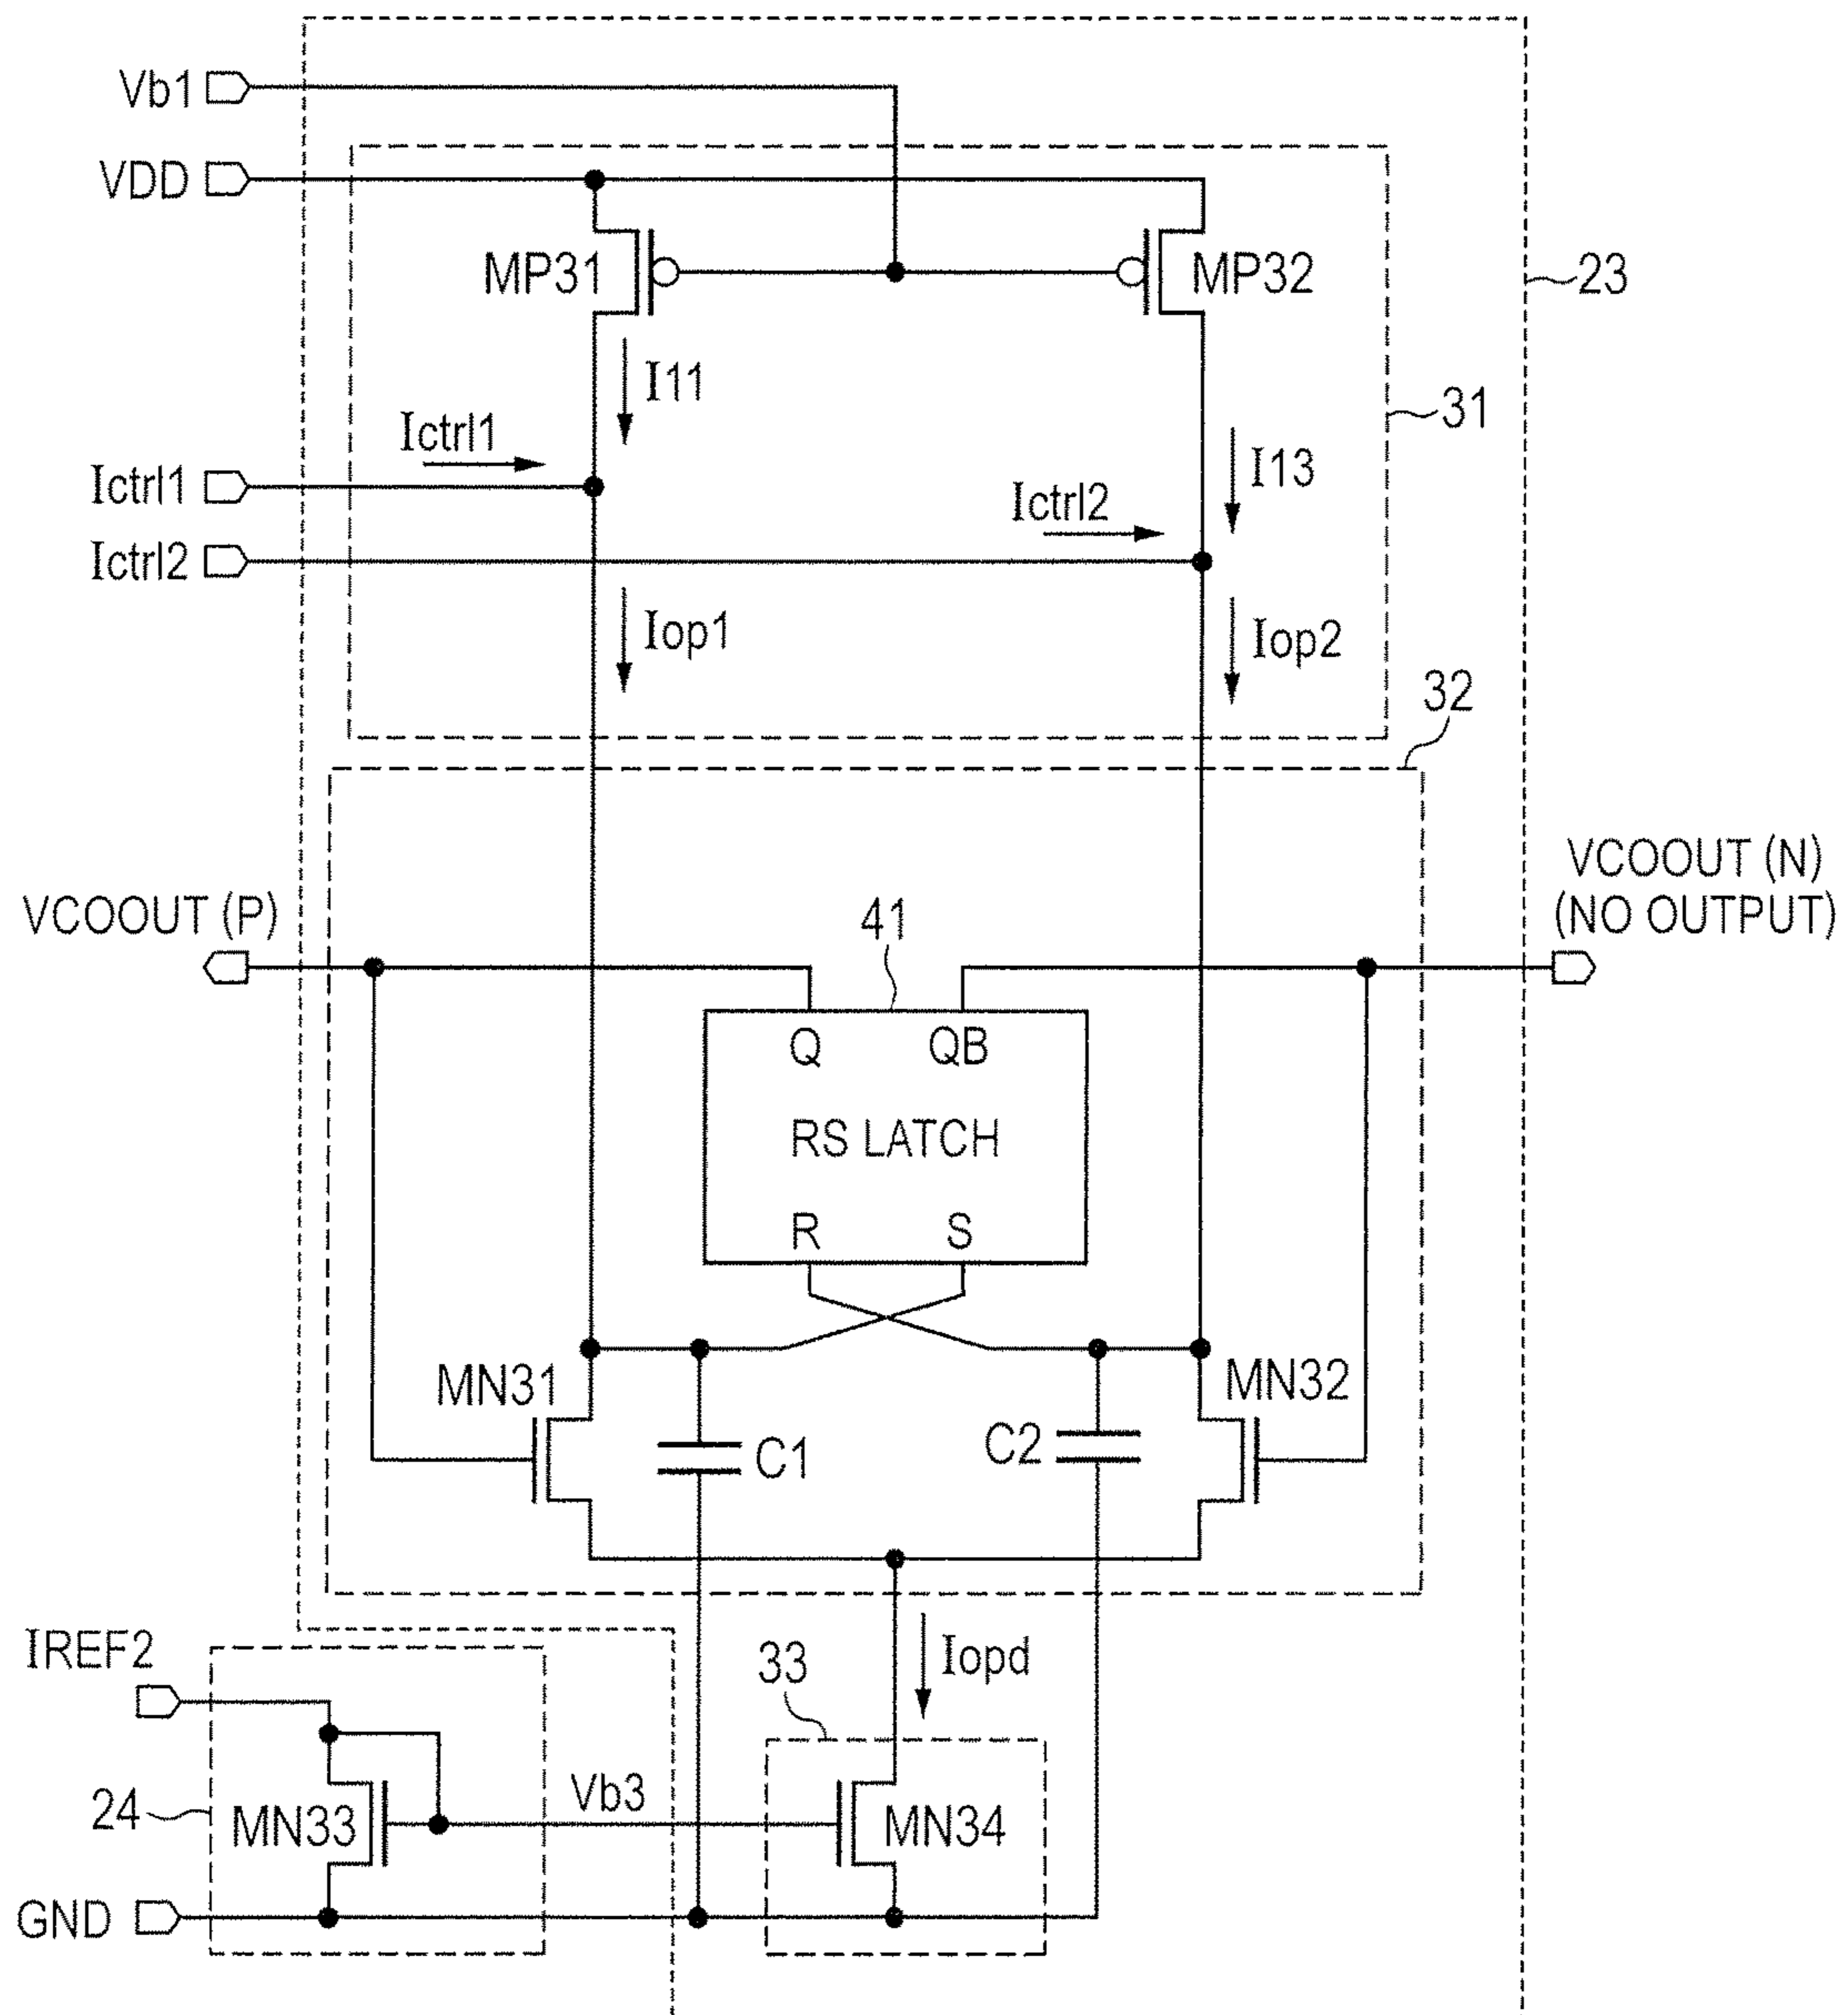 Vb1
VDD
MP31
MP32
23
I11
31
Ictrl1
Ictrl1
I13
Ictrl2
Ictrl2
Iop1
Iop2
32
VCOOUT (N)
(NO OUTPUT)
VCOOUT (P)
41
Q
QB
RS LATCH
R
S
MN31
MN32
C1
C2
IREF2
33
Iopd
24
MN33
Vb3
MN34
GND